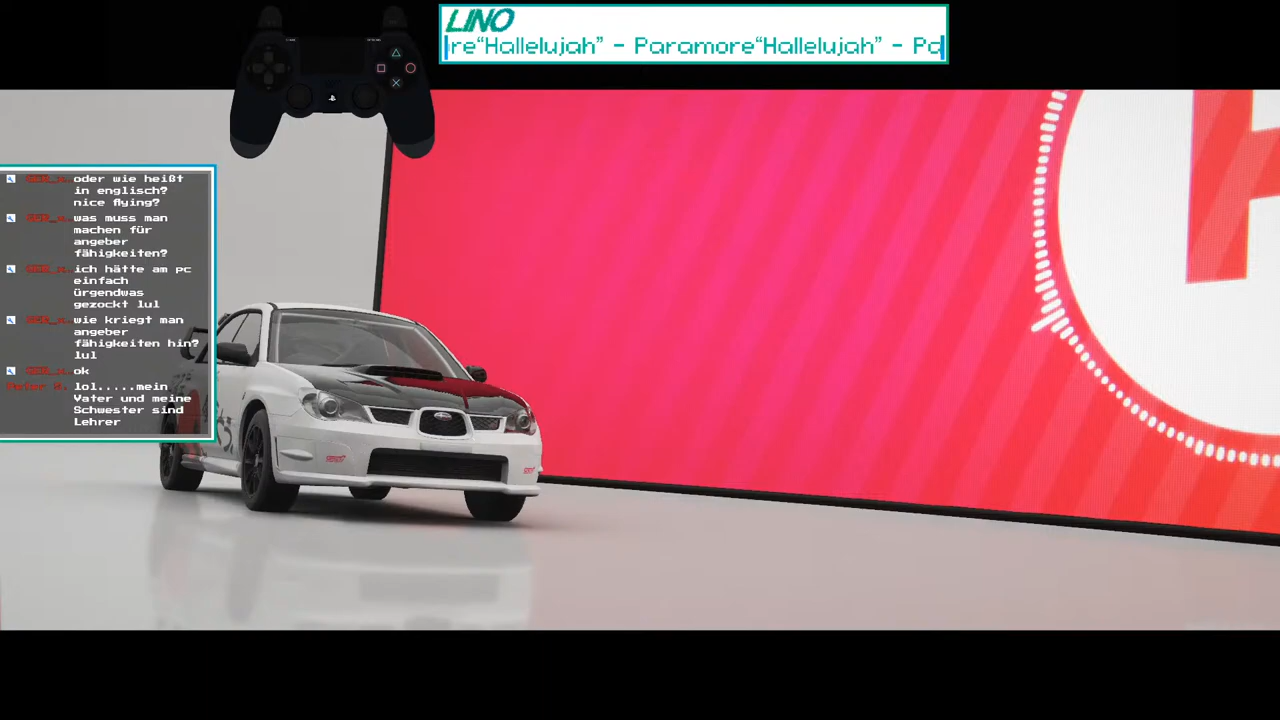 LINO
re“Hallelujah” - Paramore“Hallelujah” - Pa
oder wie heißt
in englisch?
nice flying?
was muss man
machen für
angeber
fähigkeiten?
ich hätte am pc
einfach
ürgendwas
gezockt lul
wie kriegt man
angeber
fähigkeiten hin?
lul
ok
lol.....mein
Vater und meine
Schwester sind
Lehrer